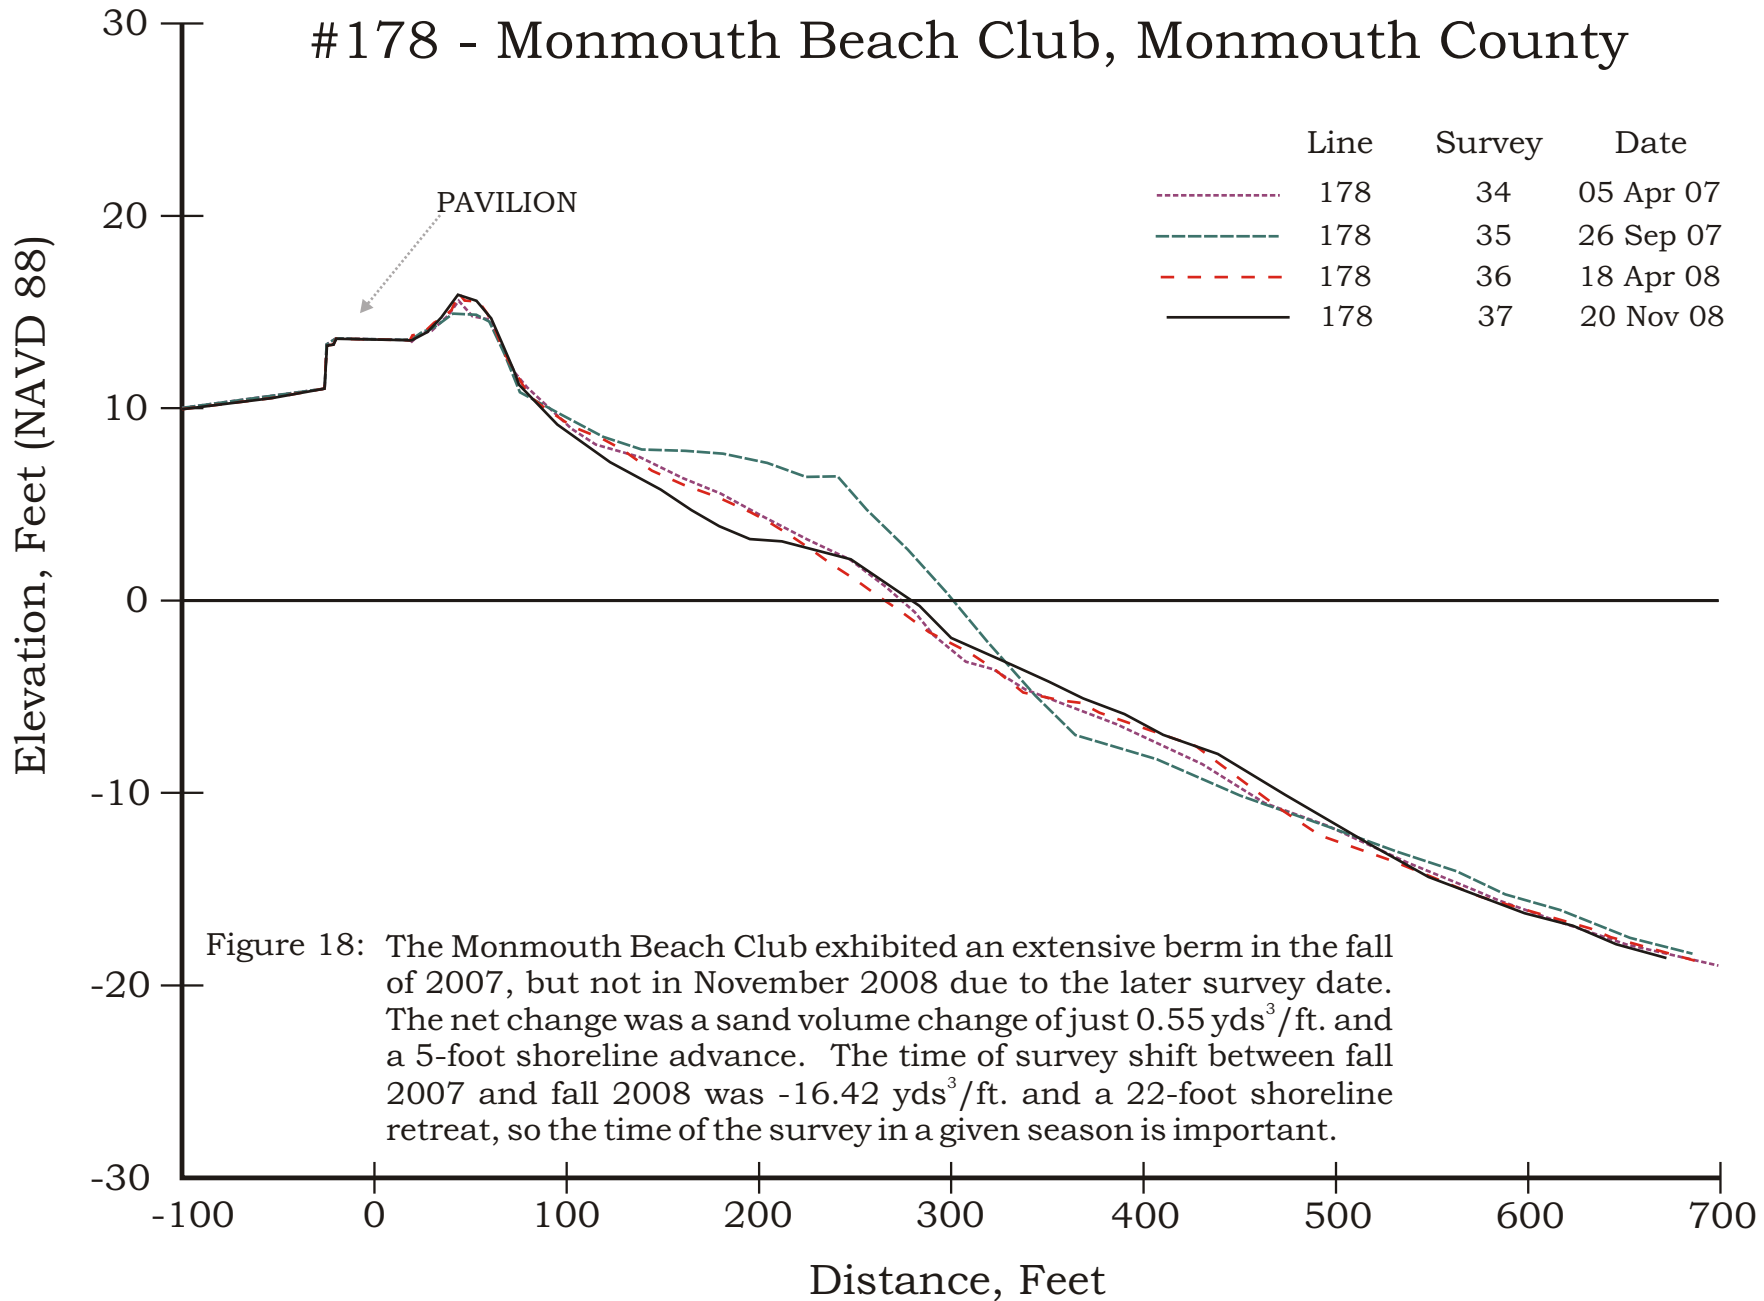 #178 - Monmouth Beach Club, Monmouth County
Line Survey Date
178 34 05 Apr 07
178 35 26 Sep 07
178 36 18 Apr 08
178 37 20 Nov 08
PAVILION
Elevation, Feet (NAVD 88)
30
20
10
0
-10
-20
-30
Figure 18: The Monmouth Beach Club exhibited an extensive berm in the fall
of 2007, but not in November 2008 due to the later survey date.
The net change was a sand volume change of just 0.55 yds³/ft. and
a 5-foot shoreline advance. The time of survey shift between fall
2007 and fall 2008 was -16.42 yds³/ft. and a 22-foot shoreline
retreat, so the time of the survey in a given season is important.
-100 0 100 200 300 400 500 600 700
Distance, Feet